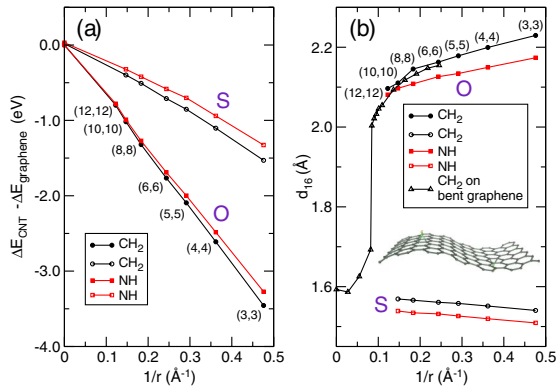 (a)
0.0
-1.0
-2.0
-3.0
-4.0
ΔE_CNT -ΔE_graphene (eV)
S
(12,12)
(10,10)
(8,8)
(6,6)
(5,5)
(4,4)
(3,3)
O
CH₂
CH₂
NH
NH
0
0.1
0.2
0.3
0.4
0.5
1/r (Å⁻¹)
(b)
2.2
2.0
1.8
1.6
1.4
d₁₆ (Å)
(3,3)
(4,4)
(5,5)
(6,6)
(8,8)
(10,10)
(12,12)
O
CH₂
CH₂
NH
NH
CH₂ on
bent graphene
S
0
0.1
0.2
0.3
0.4
0.5
1/r (Å⁻¹)